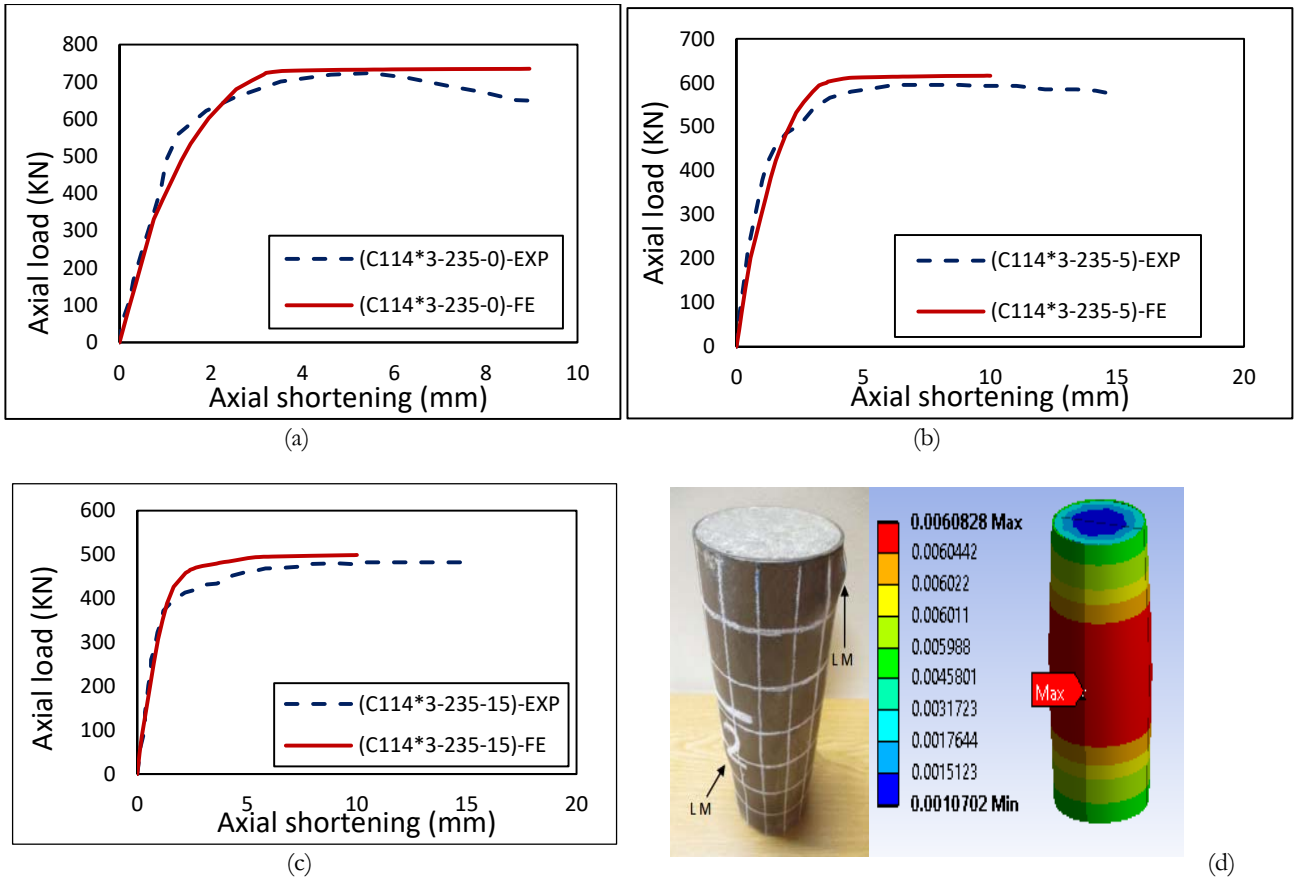 800
700
600
500
400
300
200
100
0
Axial load (KN)
(C114*3-235-0)-EXP
(C114*3-235-0)-FE
0 2 4 6 8 10
Axial shortening (mm)
(a)
700
600
500
400
300
200
100
0
Axial load (KN)
(C114*3-235-5)-EXP
(C114*3-235-5)-FE
0 5 10 15 20
Axial shortening (mm)
(b)
600
500
400
300
200
100
0
Axial load (KN)
(C114*3-235-15)-EXP
(C114*3-235-15)-FE
0 5 10 15 20
Axial shortening (mm)
(c)
L M
L M
0.0060828 Max
0.0060442
0.006022
0.006011
0.005988
0.0045801
0.0031723
0.0017644
0.0015123
0.0010702 Min
Max
(d)